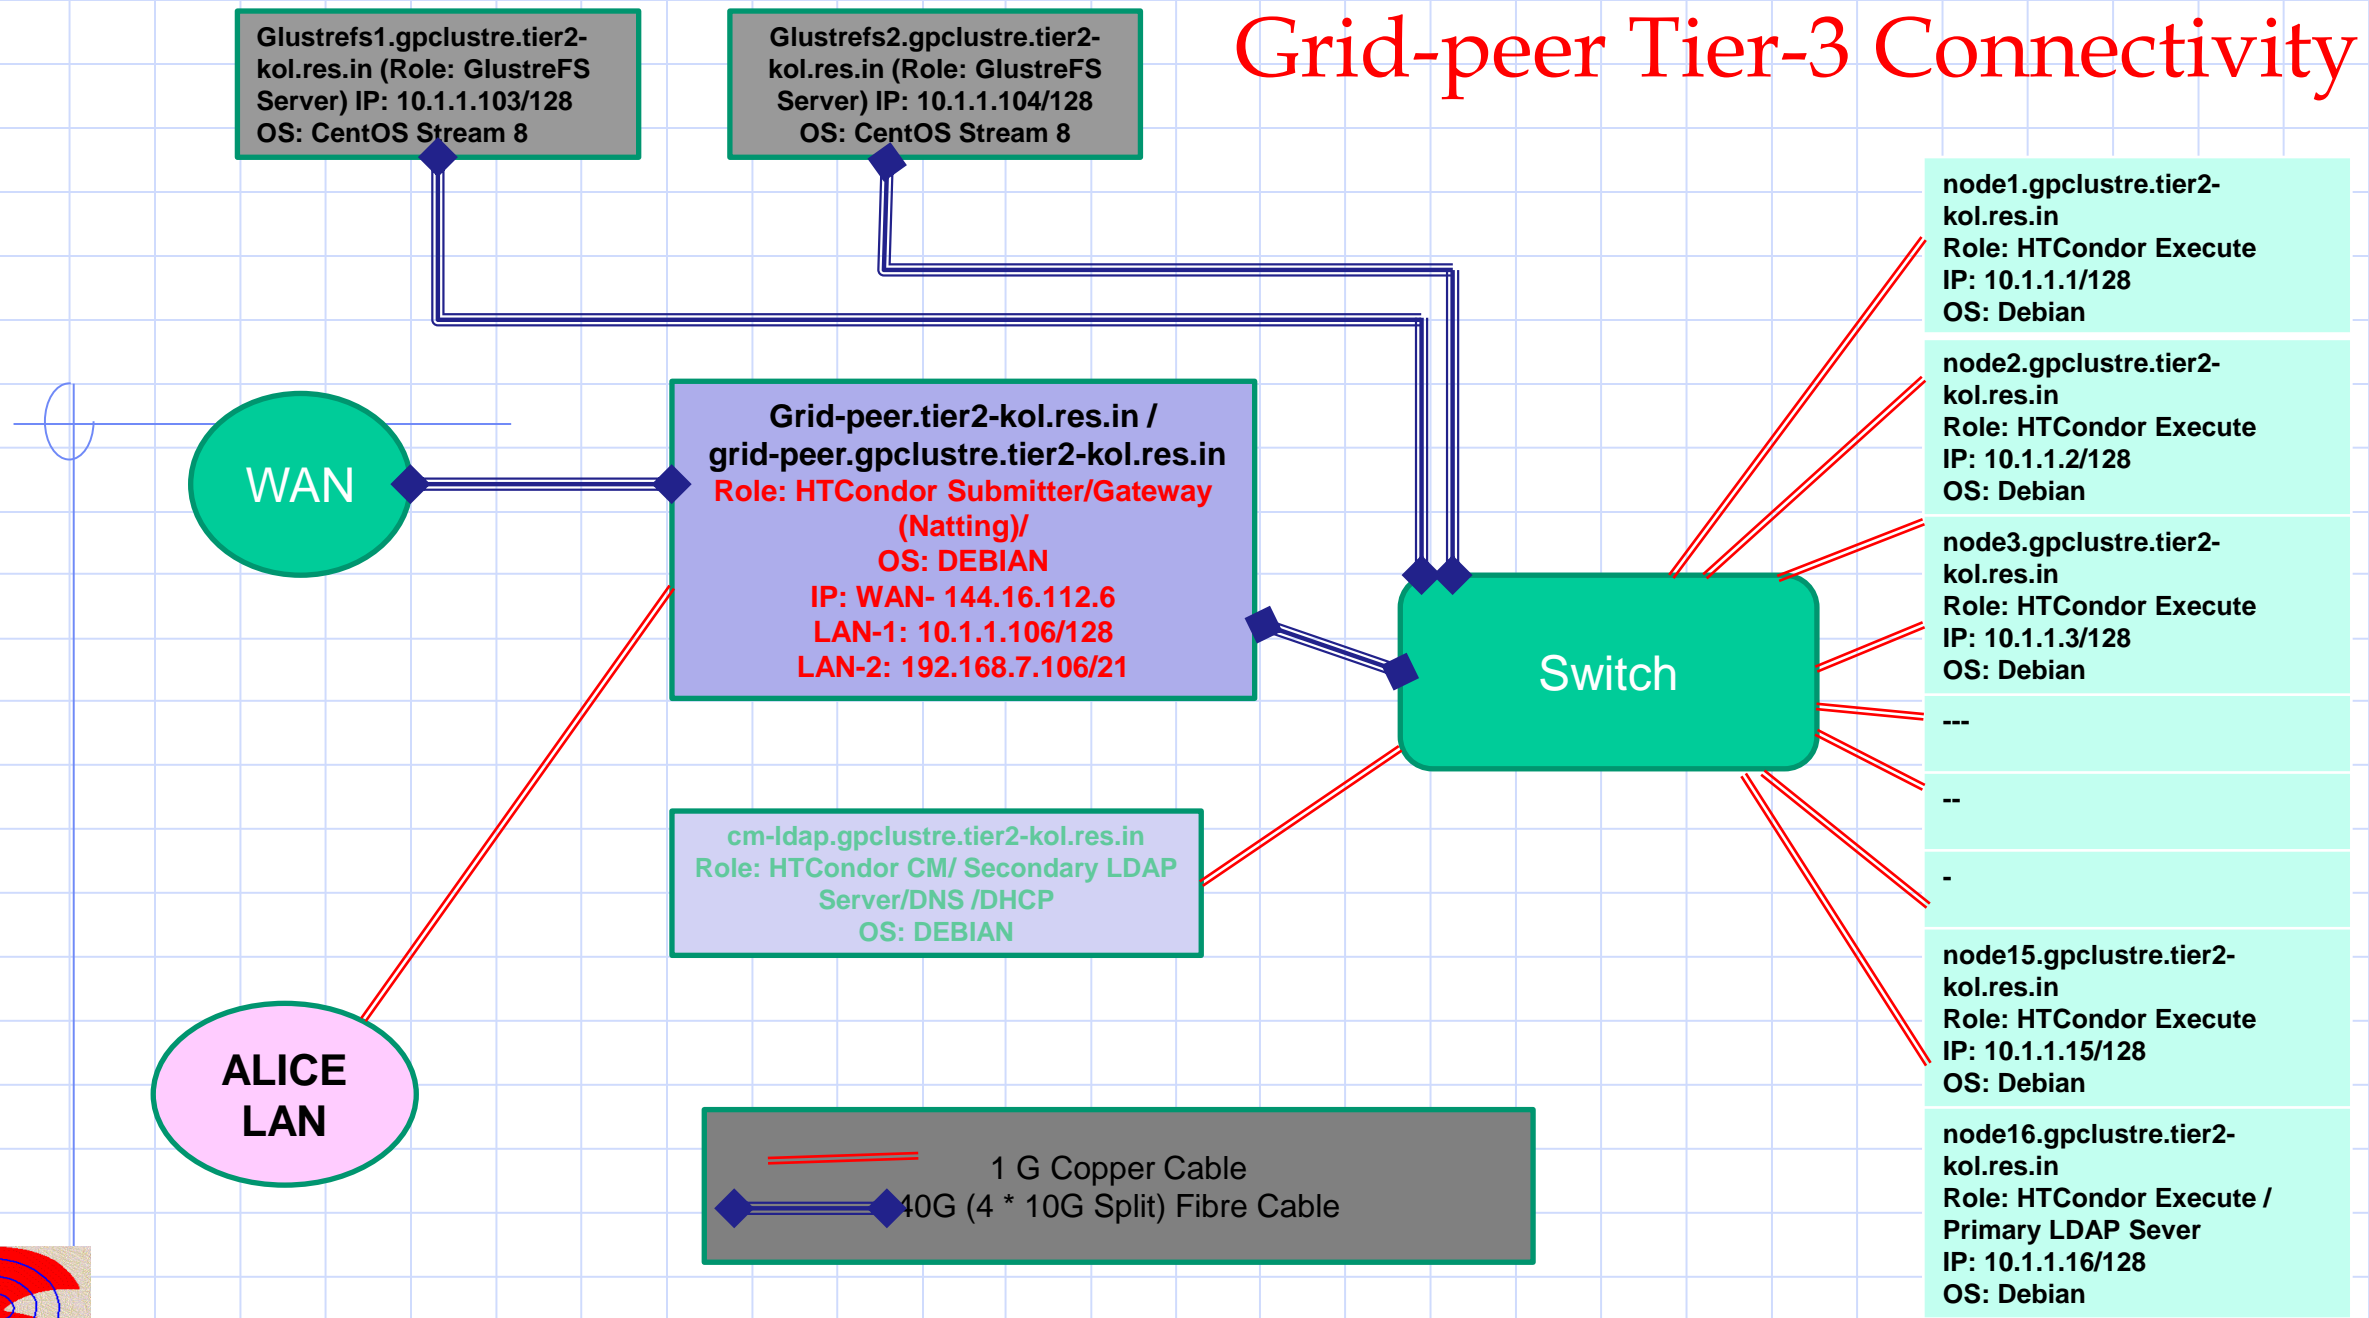 Grid-peer Tier-3 Connectivity
Glustrefs1.gpclustre.tier2-
kol.res.in (Role: GlustreFS
Server) IP: 10.1.1.103/128
OS: CentOS Stream 8
Glustrefs2.gpclustre.tier2-
kol.res.in (Role: GlustreFS
Server) IP: 10.1.1.104/128
OS: CentOS Stream 8
WAN
Grid-peer.tier2-kol.res.in /
grid-peer.gpclustre.tier2-kol.res.in
Role: HTCondor Submitter/Gateway
(Natting)/
OS: DEBIAN
IP: WAN- 144.16.112.6
LAN-1: 10.1.1.106/128
LAN-2: 192.168.7.106/21
Switch
cm-ldap.gpclustre.tier2-kol.res.in
Role: HTCondor CM/ Secondary LDAP
Server/DNS /DHCP
OS: DEBIAN
ALICE
LAN
1 G Copper Cable
40G (4 * 10G Split) Fibre Cable
node1.gpclustre.tier2-
kol.res.in
Role: HTCondor Execute
IP: 10.1.1.1/128
OS: Debian
node2.gpclustre.tier2-
kol.res.in
Role: HTCondor Execute
IP: 10.1.1.2/128
OS: Debian
node3.gpclustre.tier2-
kol.res.in
Role: HTCondor Execute
IP: 10.1.1.3/128
OS: Debian
---
--
-
node15.gpclustre.tier2-
kol.res.in
Role: HTCondor Execute
IP: 10.1.1.15/128
OS: Debian
node16.gpclustre.tier2-
kol.res.in
Role: HTCondor Execute /
Primary LDAP Sever
IP: 10.1.1.16/128
OS: Debian